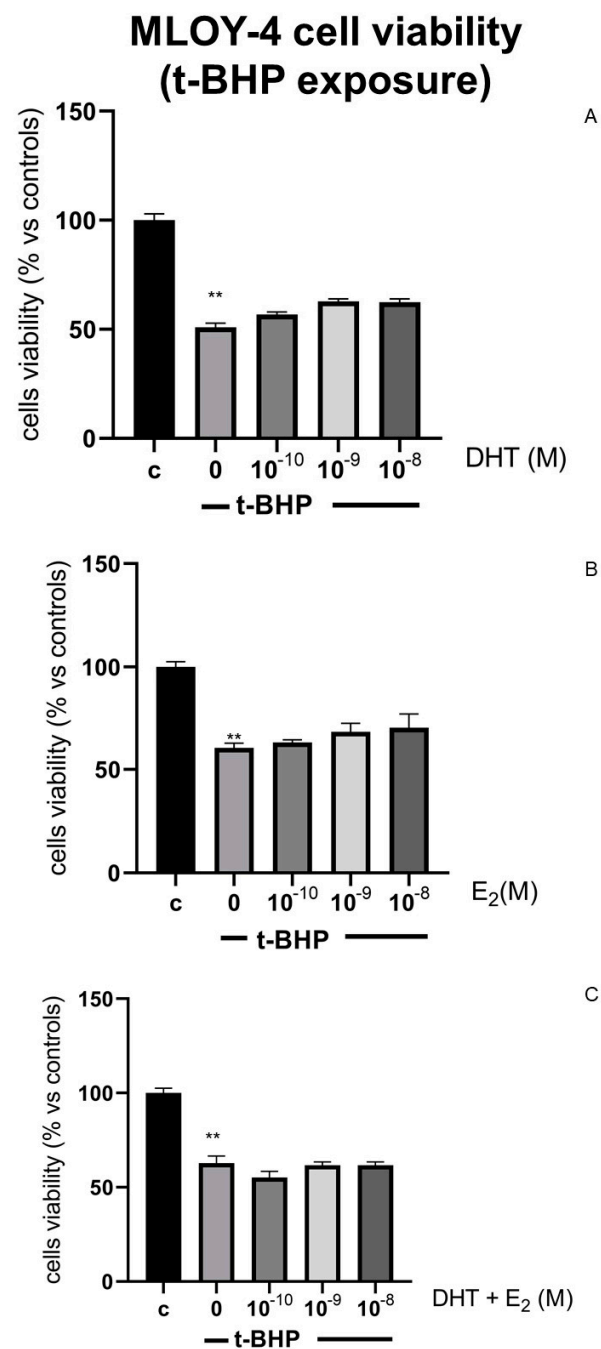 MLOY-4 cell viability
(t-BHP exposure)
A
cells viability (% vs controls)
150
100
50
0
**
c 0 10⁻¹⁰ 10⁻⁹ 10⁻⁸
DHT (M)
t-BHP
B
cells viability (% vs controls)
150
100
50
0
**
c 0 10⁻¹⁰ 10⁻⁹ 10⁻⁸
E₂(M)
t-BHP
C
cells viability (% vs controls)
150
100
50
0
**
c 0 10⁻¹⁰ 10⁻⁹ 10⁻⁸
DHT + E₂ (M)
t-BHP